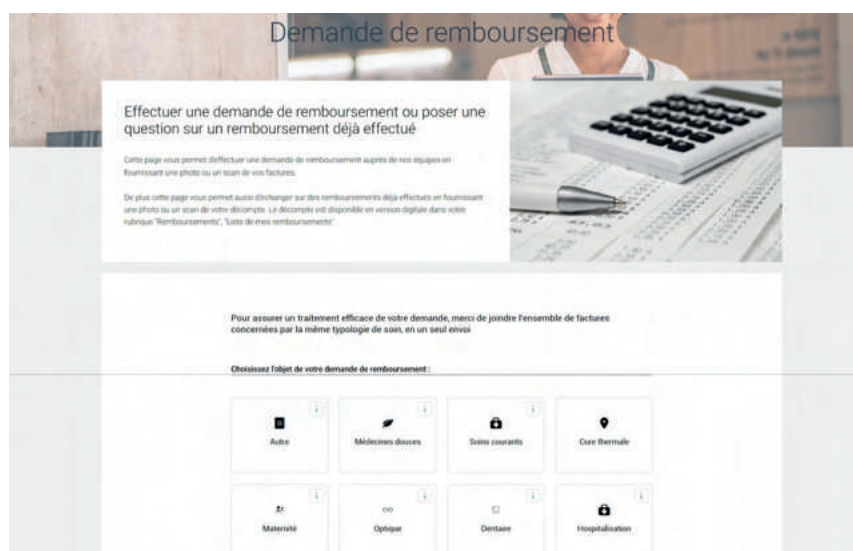 Demande de remboursement
Effectuer une demande de remboursement ou poser une
question sur un remboursement déjà effectué
Cette page vous permet d'effectuer une demande de remboursement auprès de nos équipes en
fournissant une photo ou un scan de vos factures.
De plus cette page vous permet aussi d'échanger sur des remboursements déjà effectués en fournissant
une photo ou un scan de votre décompte. Le décompte est disponible en version digitale dans votre
rubrique "Remboursements", "Liste de mes remboursements".
Pour assurer un traitement efficace de votre demande, merci de joindre l'ensemble de factures
concernées par la même typologie de soin, en un seul envoi
Choisissez l'objet de votre demande de remboursement :
Autre
Médecines douces
Soins courants
Cure thermale
Maternité
Optique
Dentaire
Hospitalisation